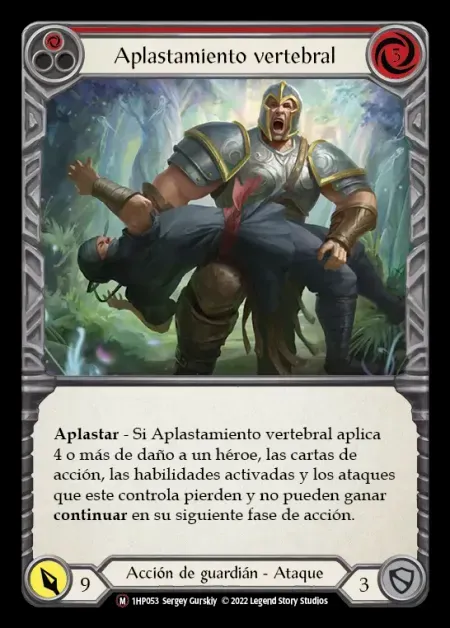 Aplastamiento vertebral
3
Aplastar - Si Aplastamiento vertebral aplica
4 o más de daño a un héroe, las cartas de
acción, las habilidades activadas y los ataques
que este controla pierden y no pueden ganar
continuar en su siguiente fase de acción.
9
Acción de guardián - Ataque
3
M 1HP053 Sergey Gurskiy © 2022 Legend Story Studios